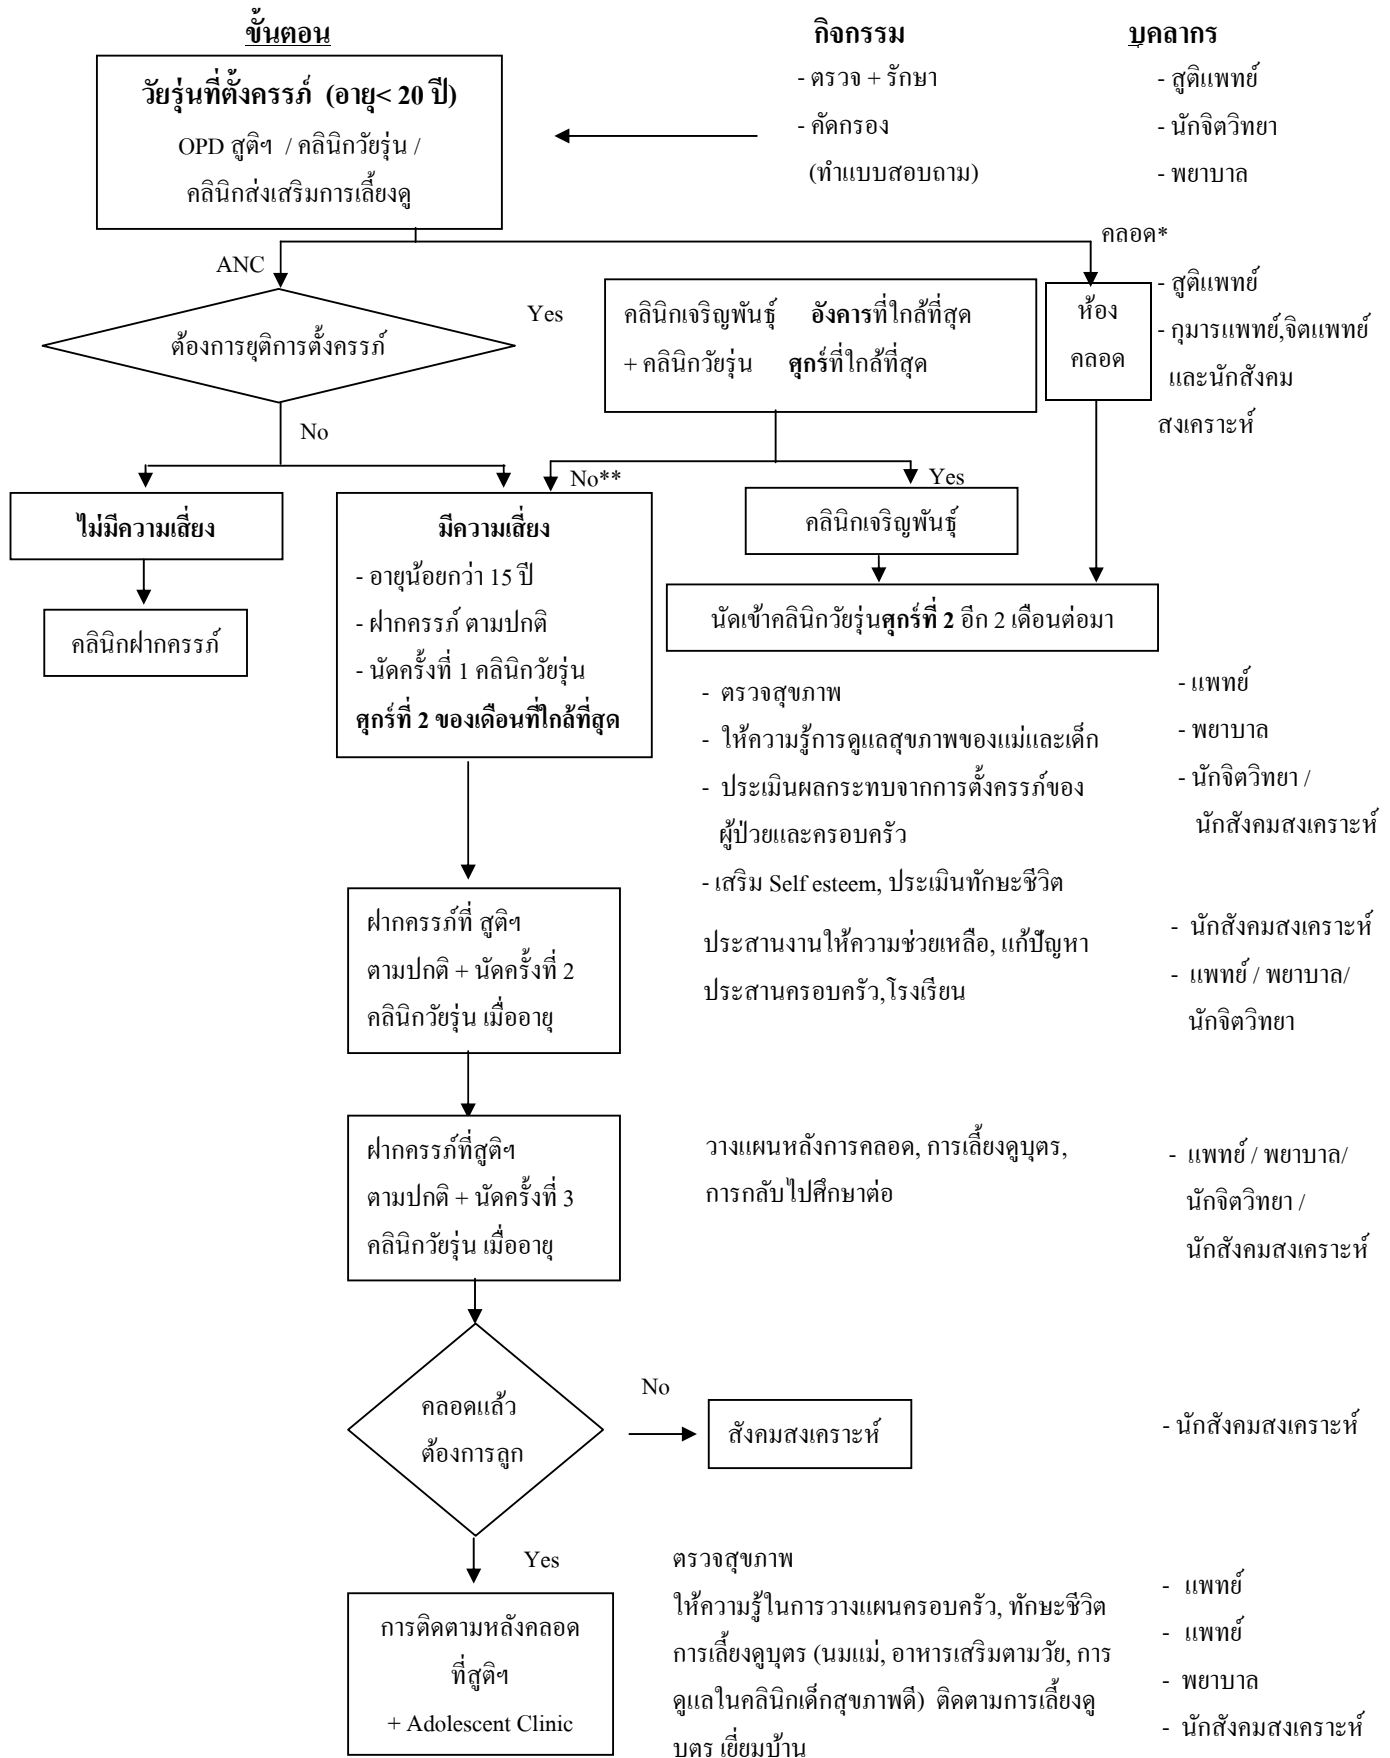 ขั้นตอน
กิจกรรม
บุคลากร
วัยรุ่นที่ตั้งครรภ์ (อายุ< 20 ปี)
OPD สูติฯ / คลินิกวัยรุ่น /
คลินิกส่งเสริมการเลี้ยงดู
- ตรวจ + รักษา
- คัดกรอง
(ทำแบบสอบถาม)
- สูติแพทย์
- นักจิตวิทยา
- พยาบาล
ANC
คลอด*
ต้องการยุติการตั้งครรภ์
Yes
No
คลินิกเจริญพันธุ์ อังคารที่ใกล้ที่สุด
+ คลินิกวัยรุ่น ศุกร์ที่ใกล้ที่สุด
ห้อง
คลอด
- สูติแพทย์
- กุมารแพทย์,จิตแพทย์
และนักสังคม
สงเคราะห์
No**
Yes
ไม่มีความเสี่ยง
คลินิกฝากครรภ์
มีความเสี่ยง
- อายุน้อยกว่า 15 ปี
- ฝากครรภ์ ตามปกติ
- นัดครั้งที่ 1 คลินิกวัยรุ่น
ศุกร์ที่ 2 ของเดือนที่ใกล้ที่สุด
คลินิกเจริญพันธุ์
นัดเข้าคลินิกวัยรุ่นศุกร์ที่ 2 อีก 2 เดือนต่อมา
- ตรวจสุขภาพ
- ให้ความรู้การดูแลสุขภาพของแม่และเด็ก
- ประเมินผลกระทบจากการตั้งครรภ์ของ
ผู้ป่วยและครอบครัว
- เสริม Self esteem, ประเมินทักษะชีวิต
- แพทย์
- พยาบาล
- นักจิตวิทยา /
นักสังคมสงเคราะห์
ฝากครรภ์ที่ สูติฯ
ตามปกติ + นัดครั้งที่ 2
คลินิกวัยรุ่น เมื่ออายุ
ประสานงานให้ความช่วยเหลือ, แก้ปัญหา
ประสานครอบครัว,โรงเรียน
- นักสังคมสงเคราะห์
- แพทย์ / พยาบาล/
นักจิตวิทยา
ฝากครรภ์ที่สูติฯ
ตามปกติ + นัดครั้งที่ 3
คลินิกวัยรุ่น เมื่ออายุ
วางแผนหลังการคลอด, การเลี้ยงดูบุตร,
การกลับไปศึกษาต่อ
- แพทย์ / พยาบาล/
นักจิตวิทยา /
นักสังคมสงเคราะห์
คลอดแล้ว
ต้องการลูก
No
สังคมสงเคราะห์
- นักสังคมสงเคราะห์
Yes
การติดตามหลังคลอด
ที่สูติฯ
+ Adolescent Clinic
ตรวจสุขภาพ
ให้ความรู้ในการวางแผนครอบครัว, ทักษะชีวิต
การเลี้ยงดูบุตร (นมแม่, อาหารเสริมตามวัย, การ
ดูแลในคลินิกเด็กสุขภาพดี) ติดตามการเลี้ยงดู
บุตร เยี่ยมบ้าน
- แพทย์
- แพทย์
- พยาบาล
- นักสังคมสงเคราะห์